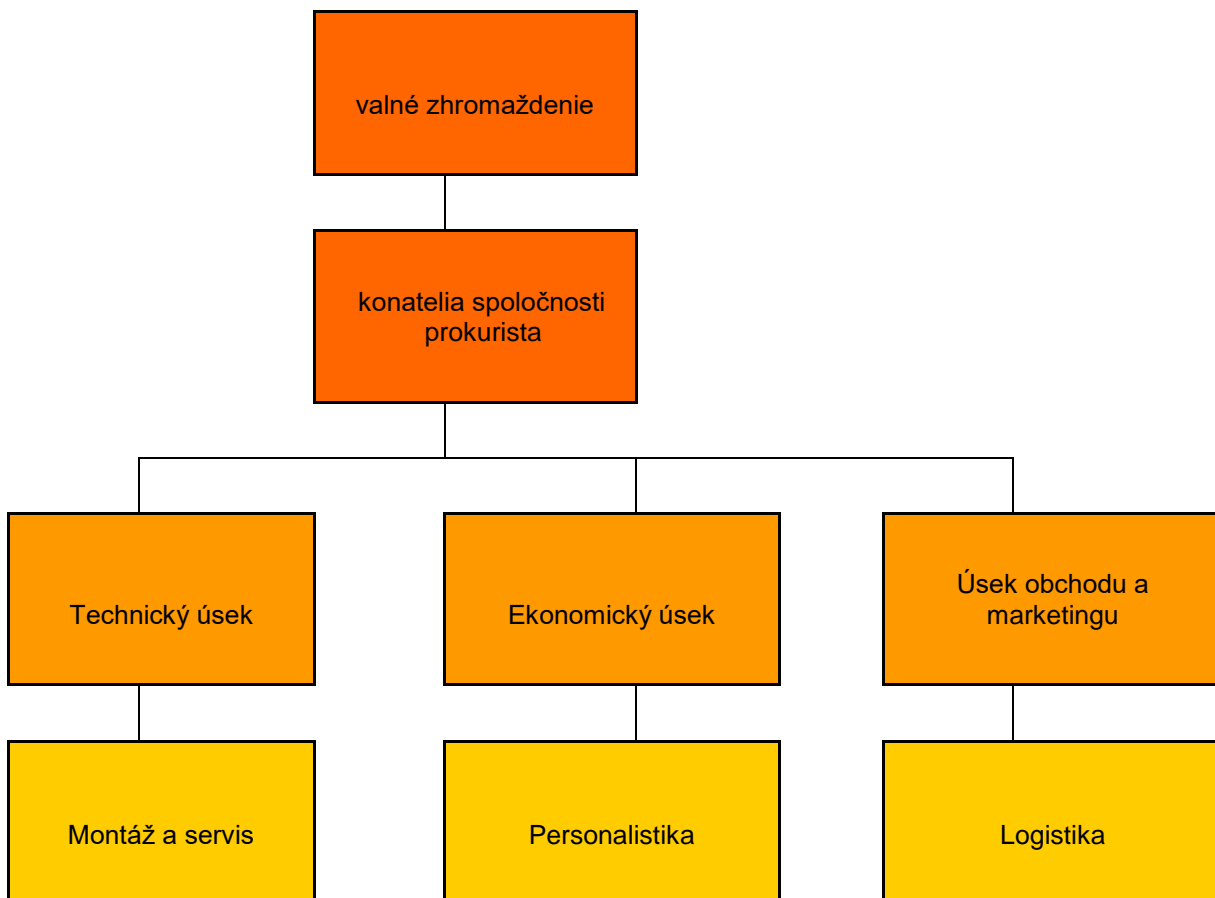 valné zhromaždenie
konatelia spoločnosti
prokurista
Technický úsek
Ekonomický úsek
Úsek obchodu a
marketingu
Montáž a servis
Personalistika
Logistika